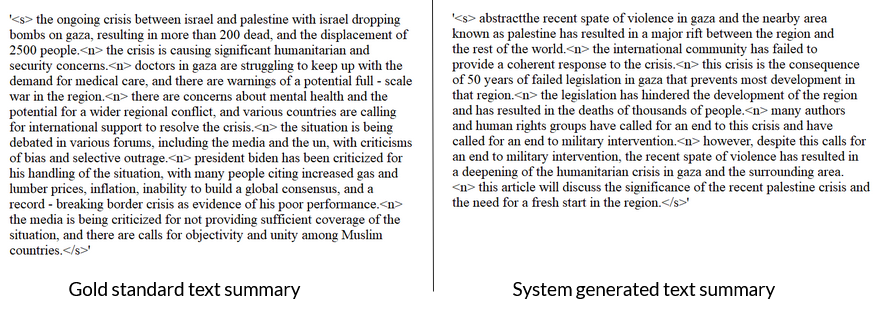 '<s> the ongoing crisis between israel and palestine with israel dropping
bombs on gaza, resulting in more than 200 dead, and the displacement of
2500 people.<n> the crisis is causing significant humanitarian and
security concerns.<n> doctors in gaza are struggling to keep up with the
demand for medical care, and there are warnings of a potential full - scale
war in the region.<n> there are concerns about mental health and the
potential for a wider regional conflict, and various countries are calling
for international support to resolve the crisis.<n> the situation is being
debated in various forums, including the media and the un, with criticisms
of bias and selective outrage.<n> president biden has been criticized for
his handling of the situation, with many people citing increased gas and
lumber prices, inflation, inability to build a global consensus, and a
record - breaking border crisis as evidence of his poor performance.<n>
the media is being criticized for not providing sufficient coverage of the
situation, and there are calls for objectivity and unity among Muslim
countries.</s>'
Gold standard text summary
'<s> abstractthe recent spate of violence in gaza and the nearby area
known as palestine has resulted in a major rift between the region and
the rest of the world.<n> the international community has failed to
provide a coherent response to the crisis.<n> this crisis is the consequence
of 50 years of failed legislation in gaza that prevents most development in
that region.<n> the legislation has hindered the development of the region
and has resulted in the deaths of thousands of people.<n> many authors
and human rights groups have called for an end to this crisis and have
called for an end to military intervention.<n> however, despite this calls for
an end to military intervention, the recent spate of violence has resulted in
a deepening of the humanitarian crisis in gaza and the surrounding area.
<n> this article will discuss the significance of the recent palestine crisis and
the need for a fresh start in the region.</s>'
System generated text summary